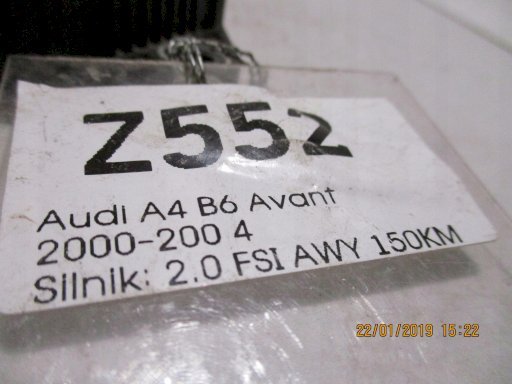 Z552
Audi A4 B6 Avant
2000-200 4
Silnik: 2.0 FSI AWY 150KM
22/01/2019 15:22